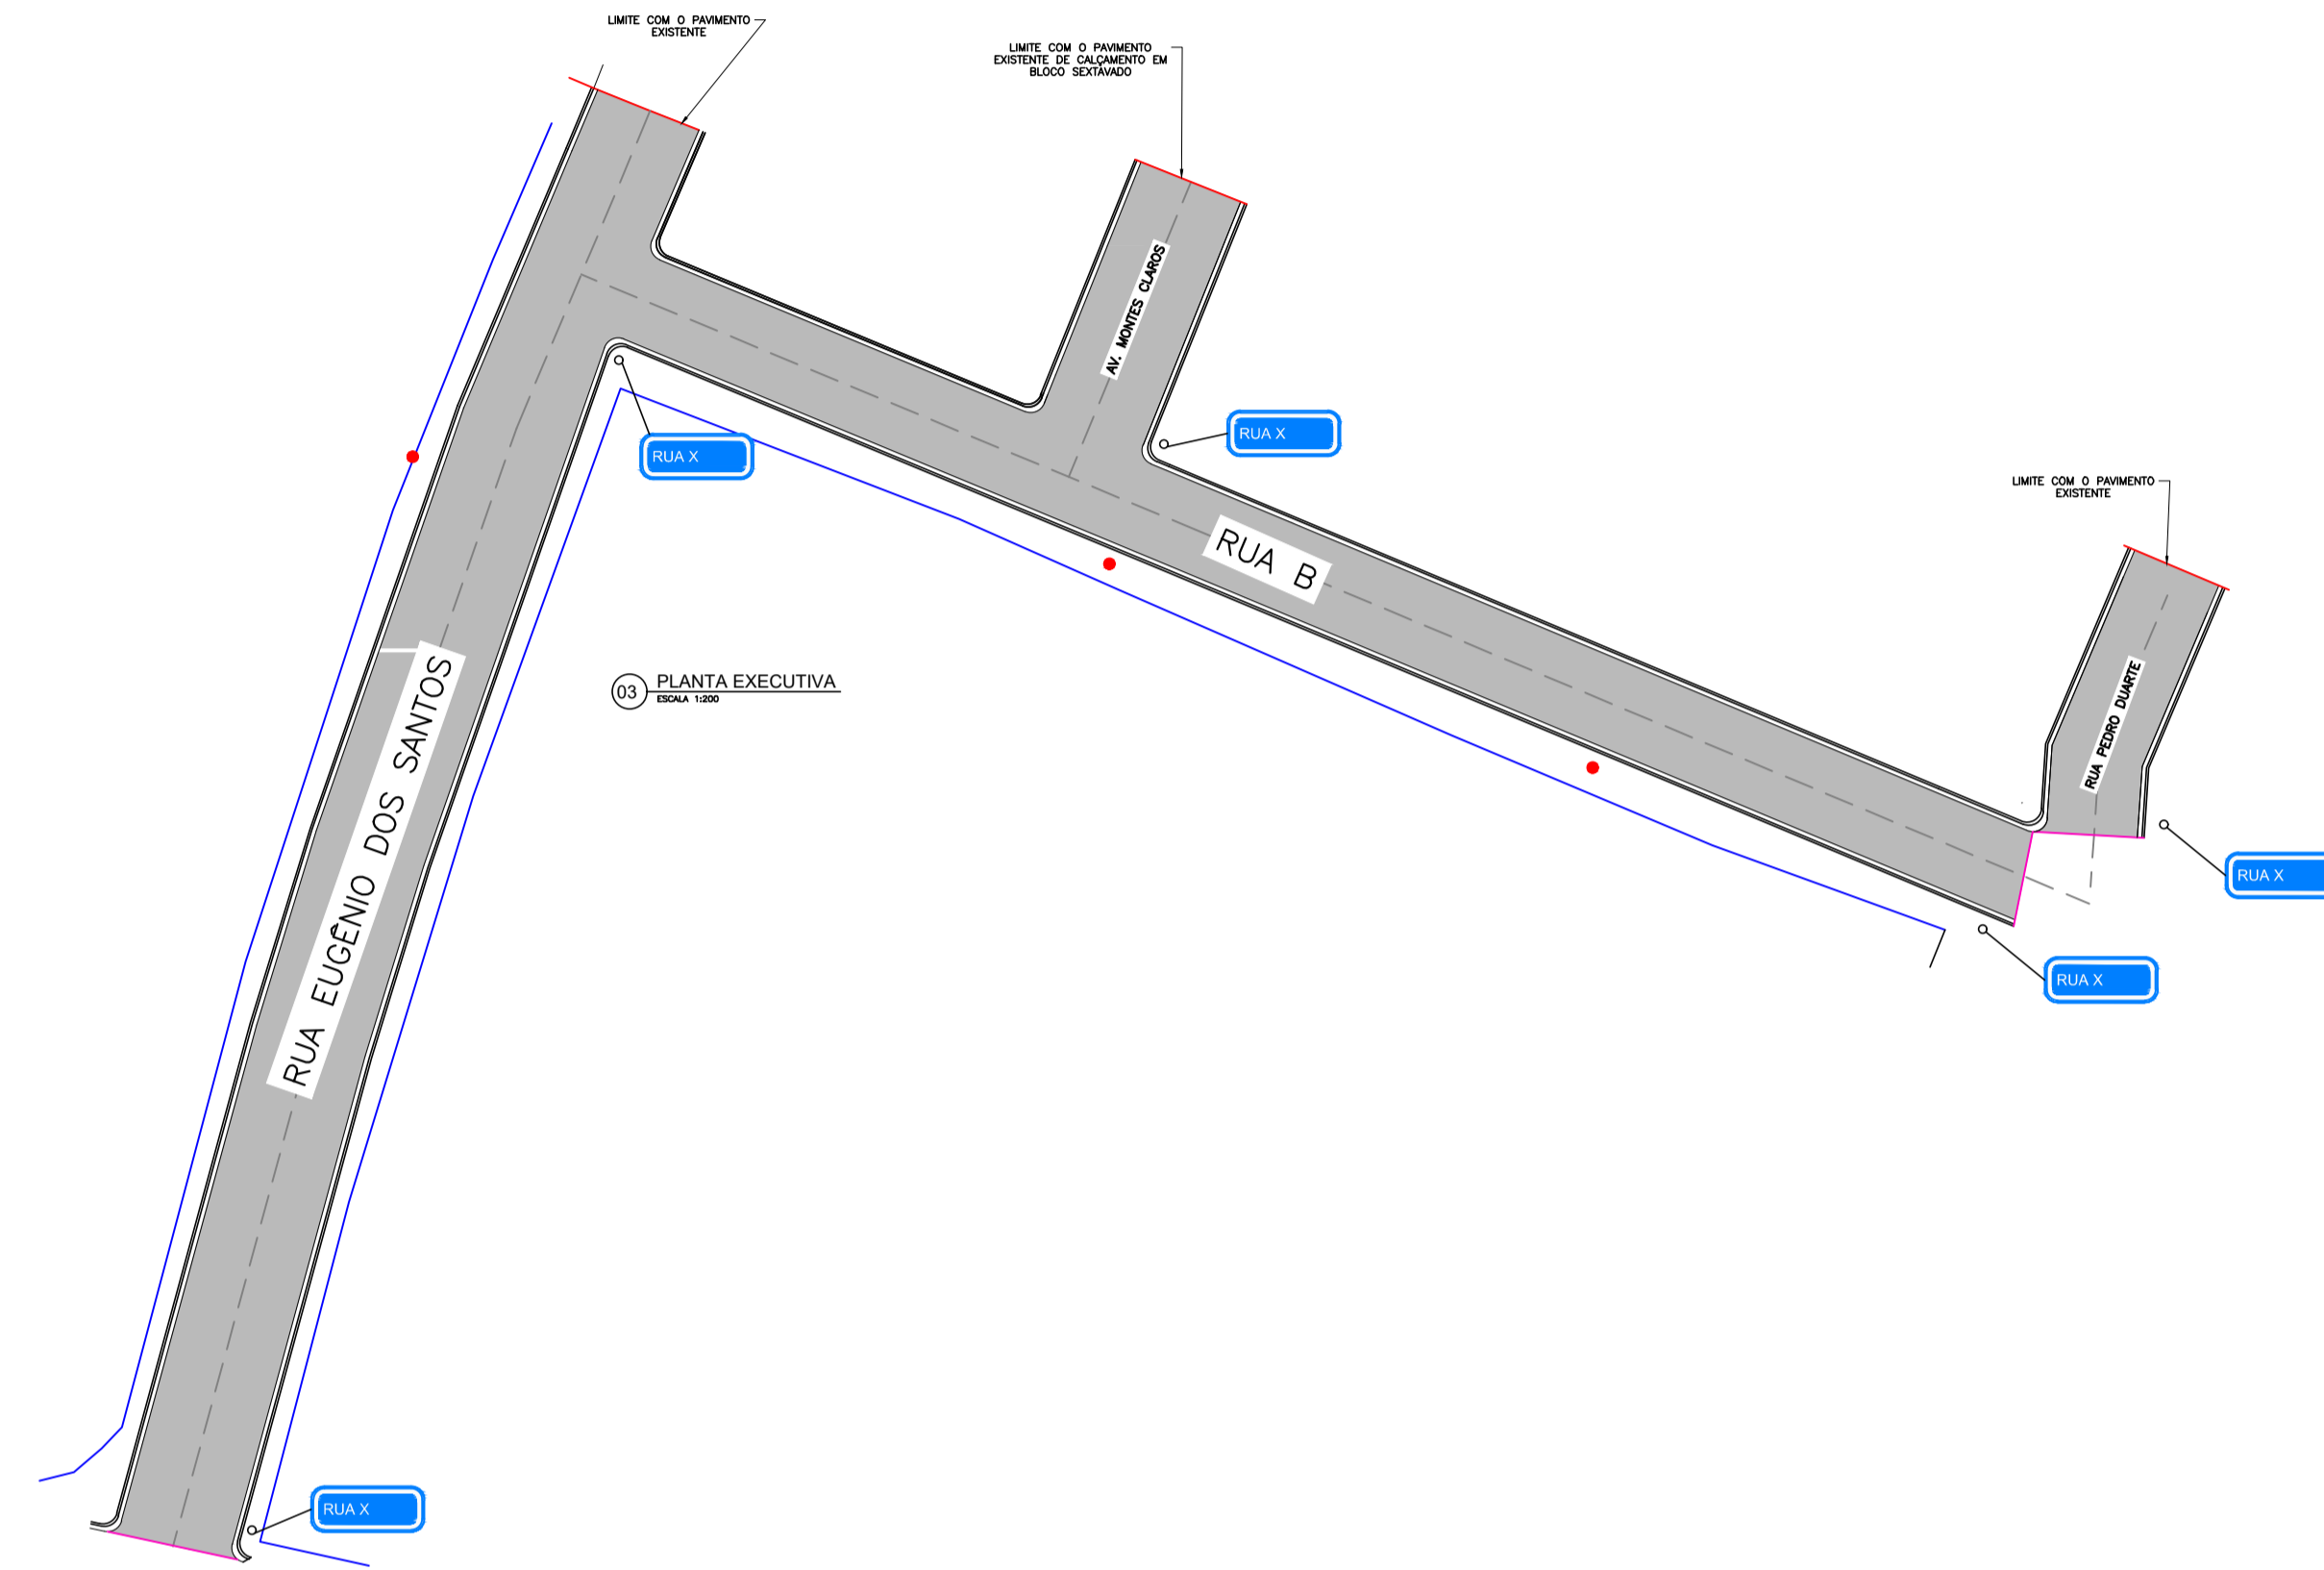 LIMITE COM O PAVIMENTO
EXISTENTE
LIMITE COM O PAVIMENTO
EXISTENTE DE CALÇAMENTO EM
BLOCO SEXTAVADO
AV. MONTES CLAROS
RUA X
RUA X
LIMITE COM O PAVIMENTO
EXISTENTE
RUA B
RUA EUGÊNIO DOS SANTOS
03 PLANTA EXECUTIVA
ESCALA 1:200
RUA PEDRO DUARTE
RUA X
RUA X
RUA X